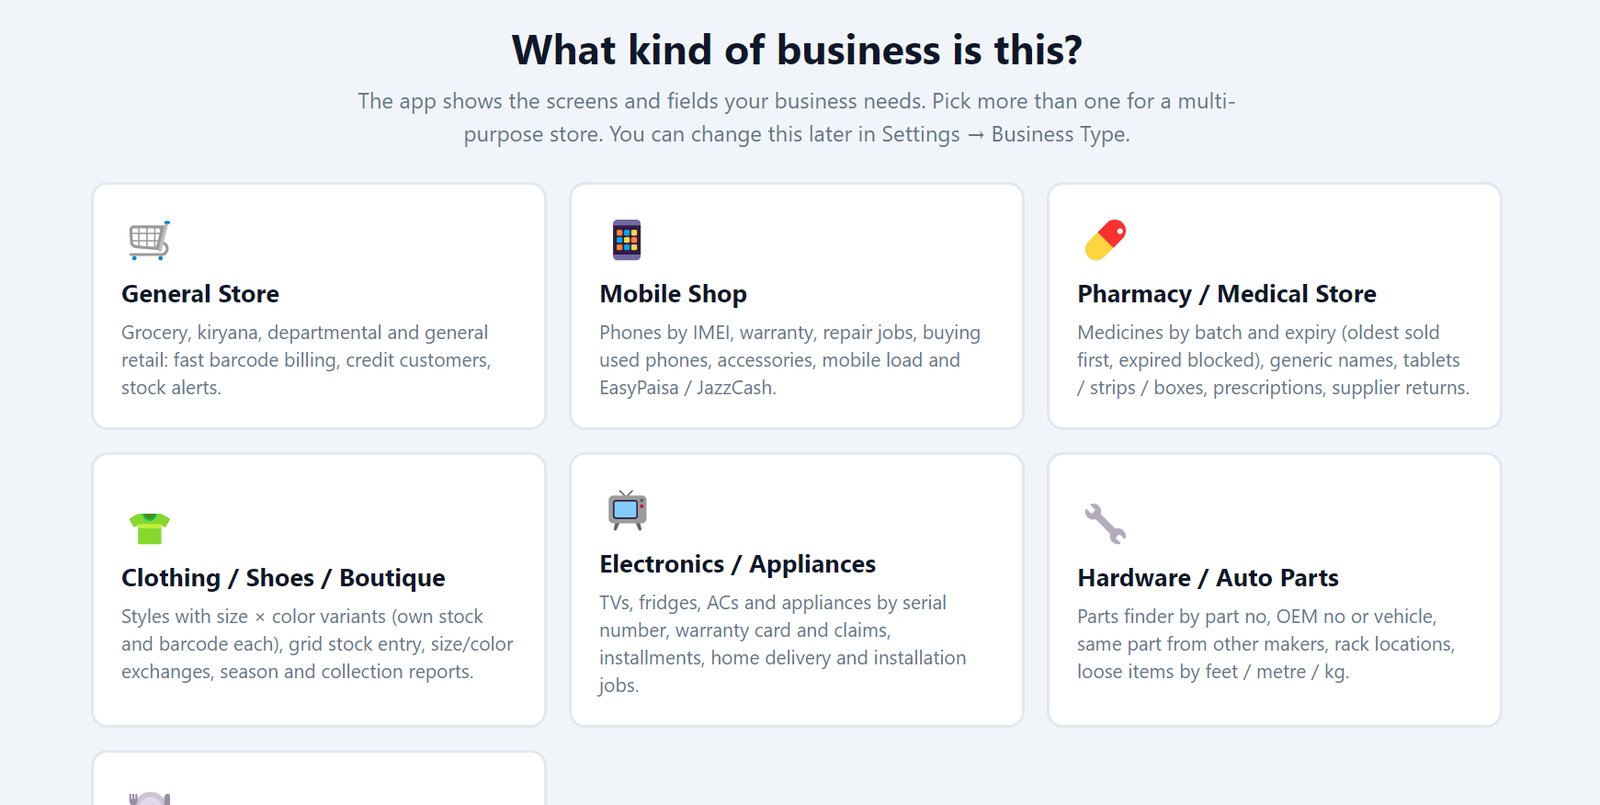 What kind of business is this?
The app shows the screens and fields your business needs. Pick more than one for a multi-
purpose store. You can change this later in Settings → Business Type.
General Store
Grocery, kiryana, departmental and general
retail: fast barcode billing, credit customers,
stock alerts.
Mobile Shop
Phones by IMEI, warranty, repair jobs, buying
used phones, accessories, mobile load and
EasyPaisa / JazzCash.
Pharmacy / Medical Store
Medicines by batch and expiry (oldest sold
first, expired blocked), generic names, tablets
/ strips / boxes, prescriptions, supplier returns.
Clothing / Shoes / Boutique
Styles with size × color variants (own stock
and barcode each), grid stock entry, size/color
exchanges, season and collection reports.
Electronics / Appliances
TVs, fridges, ACs and appliances by serial
number, warranty card and claims,
installments, home delivery and installation
jobs.
Hardware / Auto Parts
Parts finder by part no, OEM no or vehicle,
same part from other makers, rack locations,
loose items by feet / metre / kg.